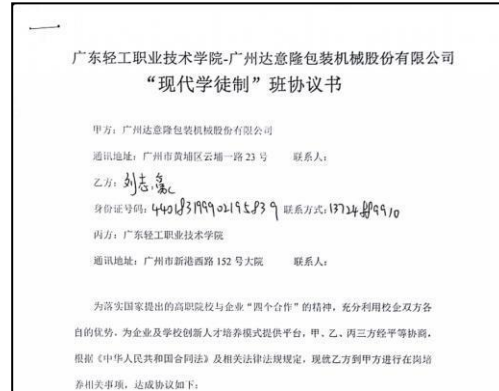 广东轻工职业技术学院-广州达意隆包装机械股份有限公司
“现代学徒制”班协议书
甲方：广州达意隆包装机械股份有限公司
通讯地址：广州市黄埔区云埔一路 23 号 联系人：
乙方：刘志
身份证号码： 联系方式：
丙方：广东轻工职业技术学院
通讯地址：广州市新港西路 152 号大院 联系人：
为落实国家提出的高职院校与企业“四个合作”的精神，充分利用校企双方各
自的优势，为企业及学校创新人才培养模式提供平台，甲、乙、丙三方经平等协商，
根据《中华人民共和国合同法》及相关法律法规规定，现就乙方到甲方进行在岗培
养相关事项，达成协议如下：